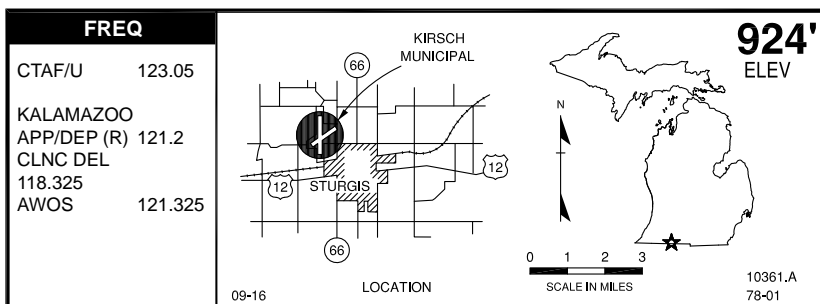 FREQ
CTAF/U 123.05
KALAMAZOO
APP/DEP (R) 121.2
CLNC DEL
118.325
AWOS 121.325
KIRSCH
MUNICIPAL
66
12
STURGIS
12
66
LOCATION
09-16
N
0 1 2 3
SCALE IN MILES
924'
ELEV
10361.A
78-01